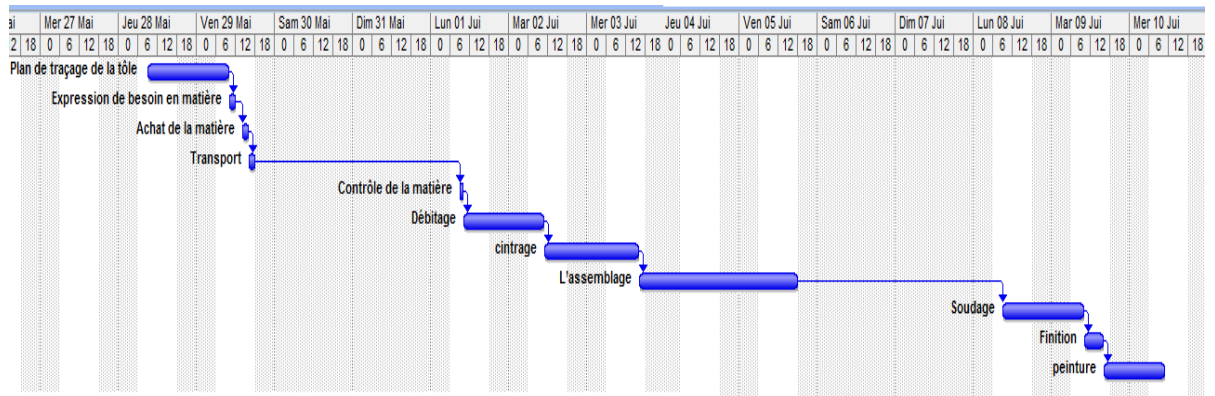 ai Mer 27 Mai Jeu 28 Mai Ven 29 Mai Sam 30 Mai Dim 31 Mai Lun 01 Jui Mar 02 Jui Mer 03 Jui Jeu 04 Jui Ven 05 Jui Sam 06 Jui Dim 07 Jui Lun 08 Jui Mar 09 Jui Mer 10 Jui
2 18 0 6 12 18 0 6 12 18 0 6 12 18 0 6 12 18 0 6 12 18 0 6 12 18 0 6 12 18 0 6 12 18 0 6 12 18 0 6 12 18 0 6 12 18 0 6 12 18 0 6 12 18 0 6 12 18 0 6 12 18
Plan de traçage de la tôle
Expression de besoin en matière
Achat de la matière
Transport
Contrôle de la matière
Débitage
cintrage
L'assemblage
Soudage
Finition
peinture